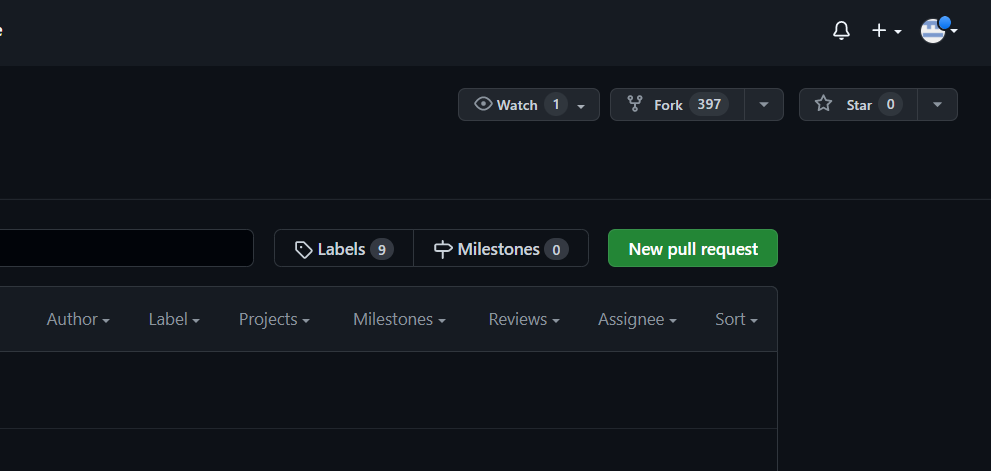 Watch 1
Fork 397
Star 0
Labels 9
Milestones 0
New pull request
Author Label Projects Milestones Reviews Assignee Sort